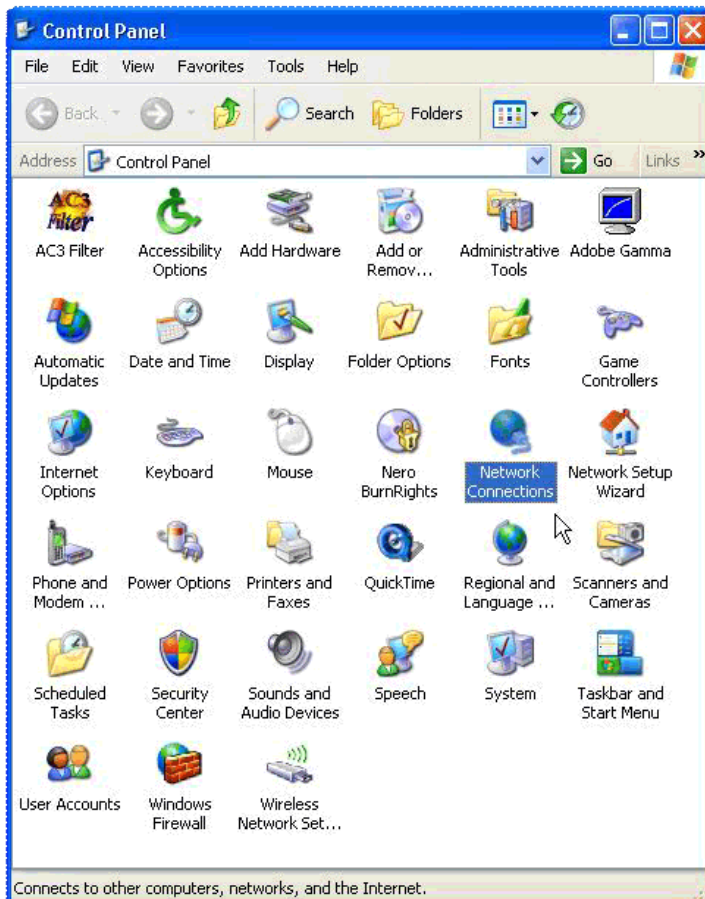 Control Panel
File Edit View Favorites Tools Help
Back Search Folders
Address Control Panel Go Links »
AC3 Filter
AC3 Filter Accessibility Options Add Hardware Add or Remov... Administrative Tools Adobe Gamma
Automatic Updates Date and Time Display Folder Options Fonts Game Controllers
Internet Options Keyboard Mouse Nero BurnRights Network Connections Network Setup Wizard
Phone and Modem ... Power Options Printers and Faxes QuickTime Regional and Language ... Scanners and Cameras
Scheduled Tasks Security Center Sounds and Audio Devices Speech System Taskbar and Start Menu
User Accounts Windows Firewall Wireless Network Set...
Connects to other computers, networks, and the Internet.